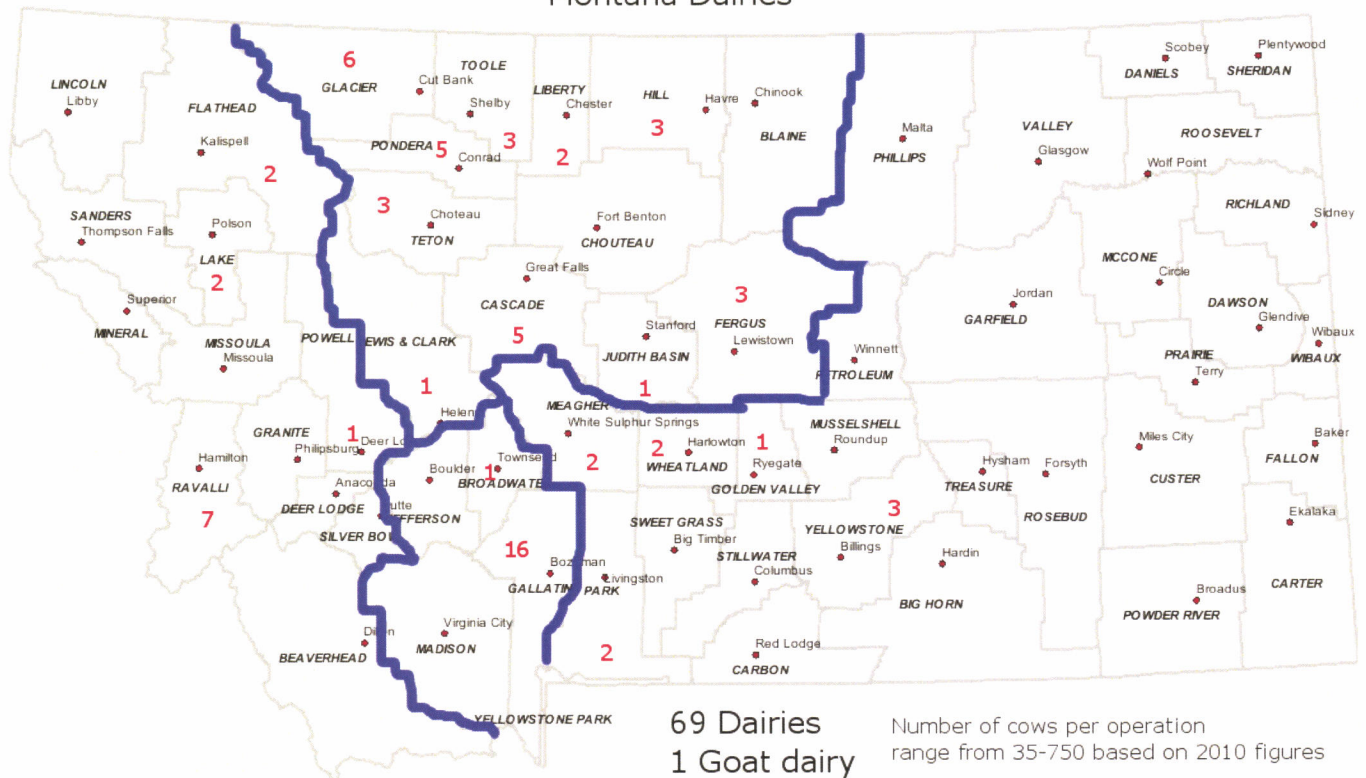 Montana Dairies
Scobey
Plentywood
DANIELS
SHERIDAN
6
GLACIER
Cut Bank
TOOLE
Shelby
LIBERTY
Chester
HILL
Havre
Chinook
BLAINE
LINCOLN
Libby
FLATHEAD
Kalispell
Malta
PHILLIPS
VALLEY
Glasgow
ROOSEVELT
Wolf Point
PONDERA
5
Conrad
3
2
3
2
3
Choteau
TETON
Fort Benton
CHOUTEAU
RICHLAND
Sidney
SANDERS
Thompson Falls
Polson
LAKE
2
Great Falls
CASCADE
5
MCCONE
Circle
Superior
MINERAL
MISSOULA
Missoula
POWELL
EWIS & CLARK
1
Stanford
JUDITH BASIN
1
3
FERGUS
Lewistown
Winnett
PETROLEUM
Jordan
GARFIELD
DAWSON
Glendive
Wibaux
WIBAUX
PRAIRIE
Terry
Helen
MEAGHER
White Sulphur Springs
2
2
Harlowton
WHEATLAND
1
Ryegate
GOLDEN VALLEY
MUSSELSHELL
Roundup
GRANITE
Philipsburg
1
Deer Lo
Hamilton
RAVALLI
7
Anaconda
DEER LODGE
Butte
SILVER BOW
Boulder
JEFFERSON
Townsend
1
BROADWATE
Hysham
TREASURE
Forsyth
ROSEBUD
Miles City
CUSTER
Baker
FALLON
3
YELLOWSTONE
Billings
Hardin
BIG HORN
Ekalaka
CARTER
16
Bozeman
GALLATIN
Livingston
PARK
2
SWEET GRASS
Big Timber
STILLWATER
Columbus
Broadus
POWDER RIVER
Dillon
BEAVERHEAD
Virginia City
MADISON
Red Lodge
CARBON
YELLOWSTONE PARK
69 Dairies
1 Goat dairy
Number of cows per operation
range from 35-750 based on 2010 figures